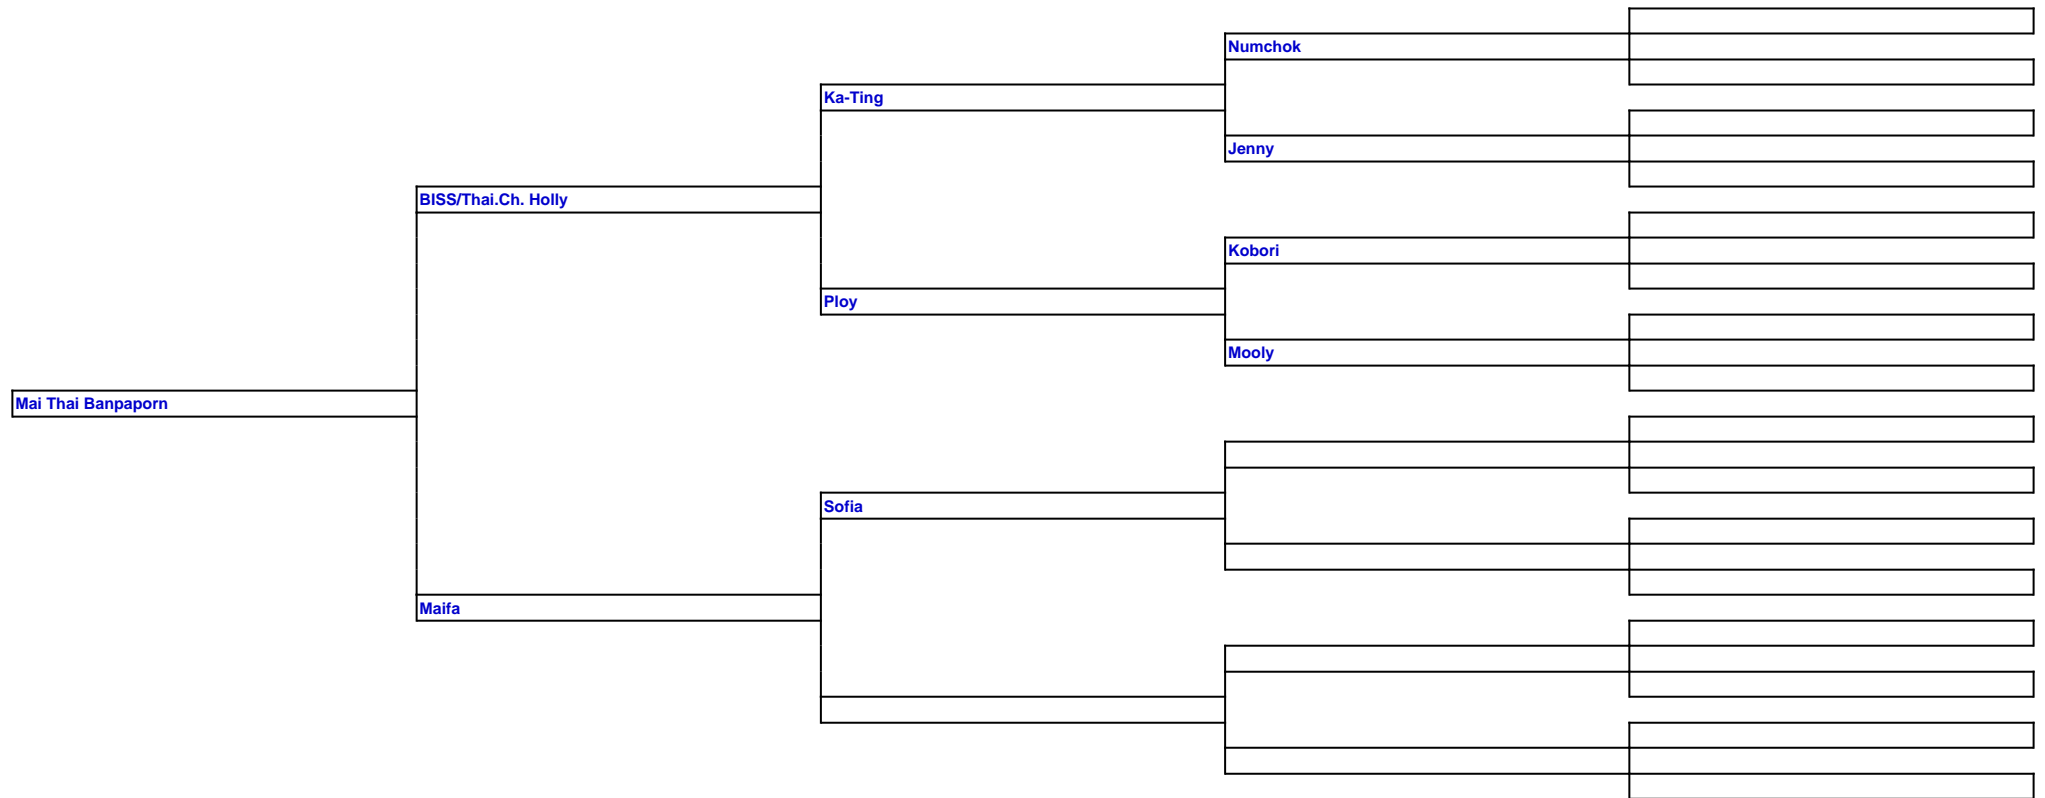 Numchok
Ka-Ting
Jenny
BISS/Thai.Ch. Holly
Kobori
Ploy
Mooly
Mai Thai Banpaporn
Sofia
Maifa